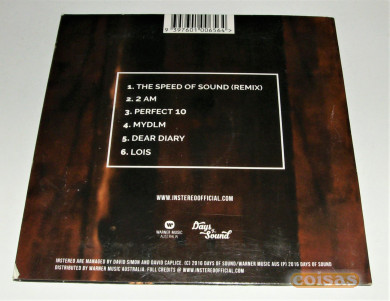 9397601006564
1. THE SPEED OF SOUND (REMIX)
2. 2 AM
3. PERFECT 10
4. MYDLM
5. DEAR DIARY
6. LOIS
WWW.INSTEREOOFFICIAL.COM
WARNER MUSIC
AUSTRALIA
Days of
Sound
INSTEREO ARE MANAGED BY DAVID SIMON AND DAVID CAPLICE. (C) 2016 DAYS OF SOUND/WARNER MUSIC AUS (P) 2016 DAYS OF SOUND
DISTRIBUTED BY WARNER MUSIC AUSTRALIA. FULL CREDITS @ WWW.INSTEREOOFFICIAL.COM
coisas